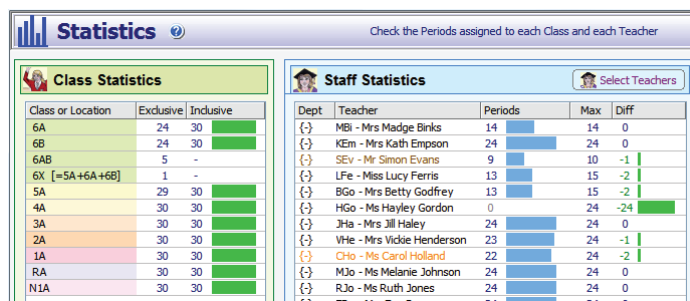 Statistics
Check the Periods assigned to each Class and each Teacher
Class Statistics
Class or Location Exclusive Inclusive
6A 24 30
6B 24 30
6AB 5 -
6X [=5A+6A+6B] 1 -
5A 29 30
4A 30 30
3A 30 30
2A 30 30
1A 30 30
RA 30 30
N1A 30 30
Staff Statistics
Select Teachers
Dept Teacher Periods Max Diff
{-} MBi - Mrs Madge Binks 14 14 0
{-} KEm - Mrs Kath Empson 24 24 0
{-} SEv - Mr Simon Evans 9 10 -1
{-} LFe - Miss Lucy Ferris 13 15 -2
{-} BGo - Mrs Betty Godfrey 13 15 -2
{-} HGo - Ms Hayley Gordon 0 24 -24
{-} JHa - Mrs Jill Haley 24 24 0
{-} VHe - Mrs Vickie Henderson 23 24 -1
{-} CHo - Ms Carol Holland 22 24 -2
{-} MJo - Ms Melanie Johnson 24 24 0
{-} RJo - Ms Ruth Jones 24 24 0